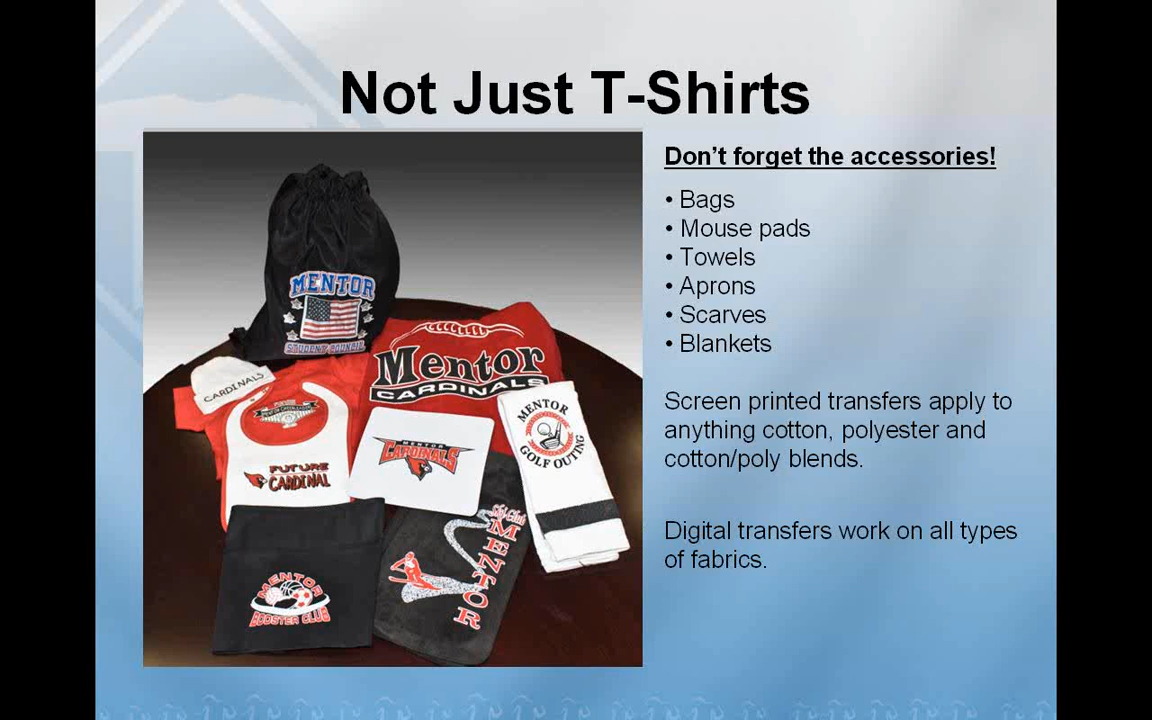 Not Just T-Shirts
Don't forget the accessories!
• Bags
• Mouse pads
• Towels
• Aprons
• Scarves
• Blankets
Screen printed transfers apply to
anything cotton, polyester and
cotton/poly blends.
Digital transfers work on all types
of fabrics.
MENTOR
STUDENT COUNCIL
Mentor
CARDINALS
CARDINALS
FUTURE
CARDINAL
MENTOR
CARDINALS
MENTOR
GOLF OUTING
MENTOR
BOOSTER CLUB
Ski Club
MENTOR